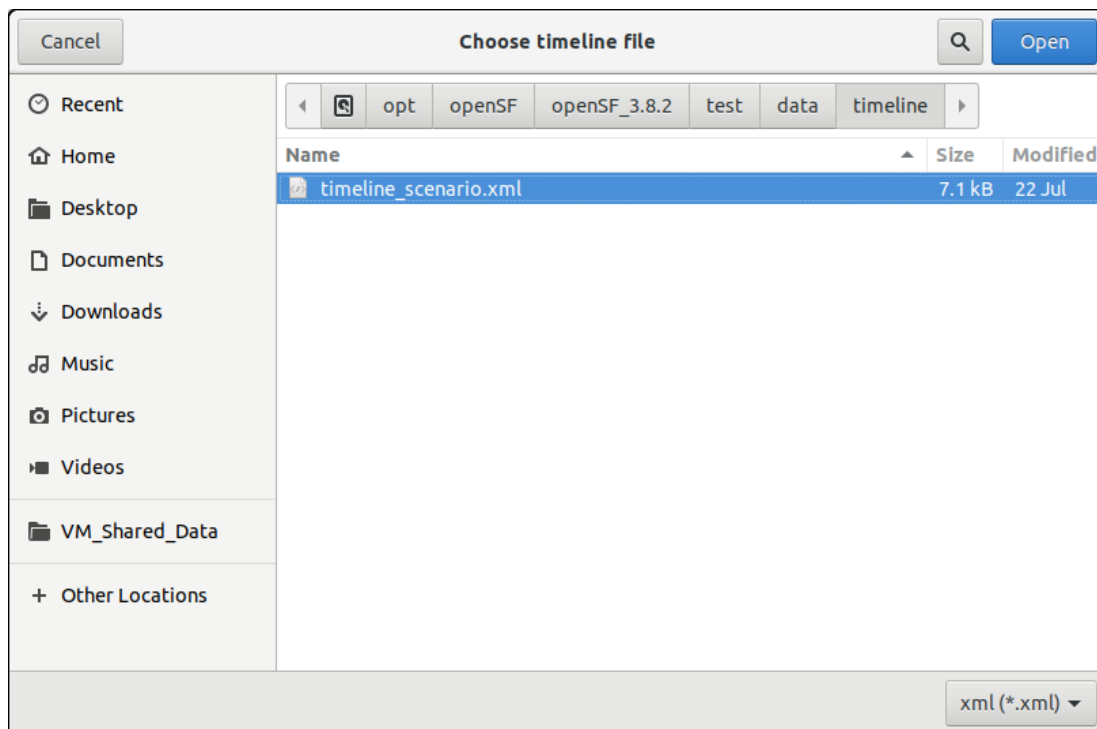 Cancel Choose timeline file Open
Recent
Home
Desktop
Documents
Downloads
Music
Pictures
Videos
VM_Shared_Data
+ Other Locations
opt openSF openSF_3.8.2 test data timeline
Name Size Modified
timeline_scenario.xml 7.1 kB 22 Jul
xml (*.xml)